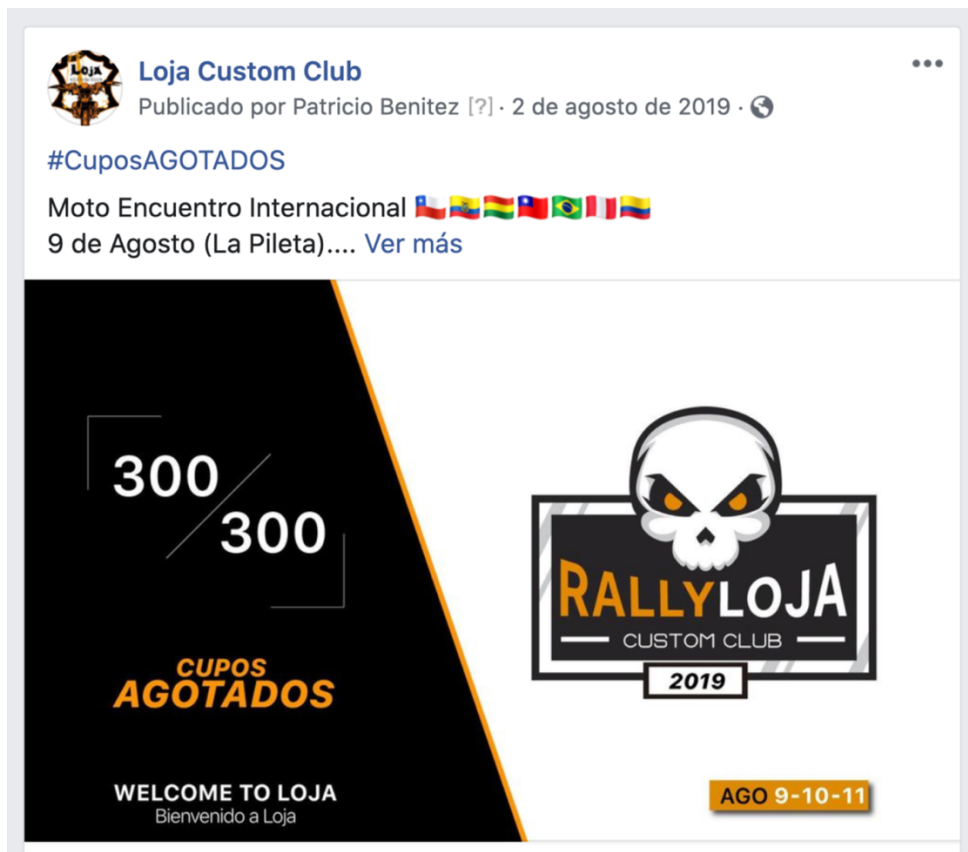 LOJA
Loja Custom Club
Publicado por Patricio Benitez [?] · 2 de agosto de 2019 ·
#CuposAGOTADOS
Moto Encuentro Internacional 🇨🇱🇪🇨🇧🇴🇹🇼🇧🇷🇵🇪🇨🇴
9 de Agosto (La Pileta).... Ver más
300
300
CUPOS
AGOTADOS
WELCOME TO LOJA
Bienvenido a Loja
RALLYLOJA
CUSTOM CLUB
2019
AGO 9-10-11